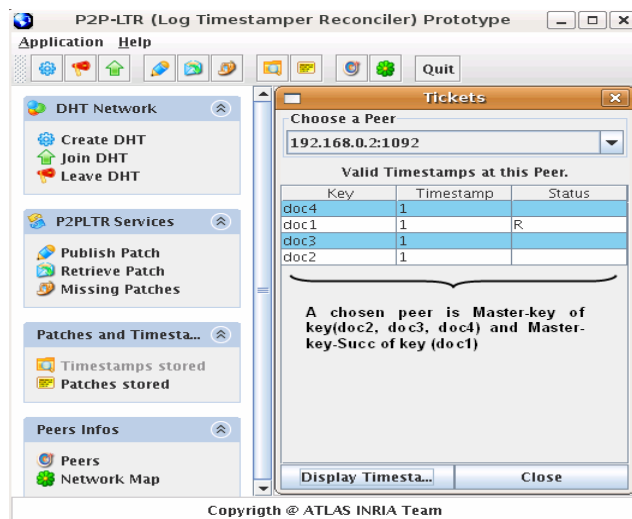 P2P-LTR (Log Timestamper Reconciler) Prototype
Application Help
Quit
DHT Network
Create DHT
Join DHT
Leave DHT
P2PLTR Services
Publish Patch
Retrieve Patch
Missing Patches
Patches and Timesta...
Timestamps stored
Patches stored
Peers Infos
Peers
Network Map
Tickets
Choose a Peer
192.168.0.2:1092
Valid Timestamps at this Peer.
Key Timestamp Status
doc4 1
doc1 1 R
doc3 1
doc2 1
A chosen peer is Master-key of
key(doc2, doc3, doc4) and Master-
key-Succ of key (doc1)
Display Timesta... Close
Copyrigth @ ATLAS INRIA Team